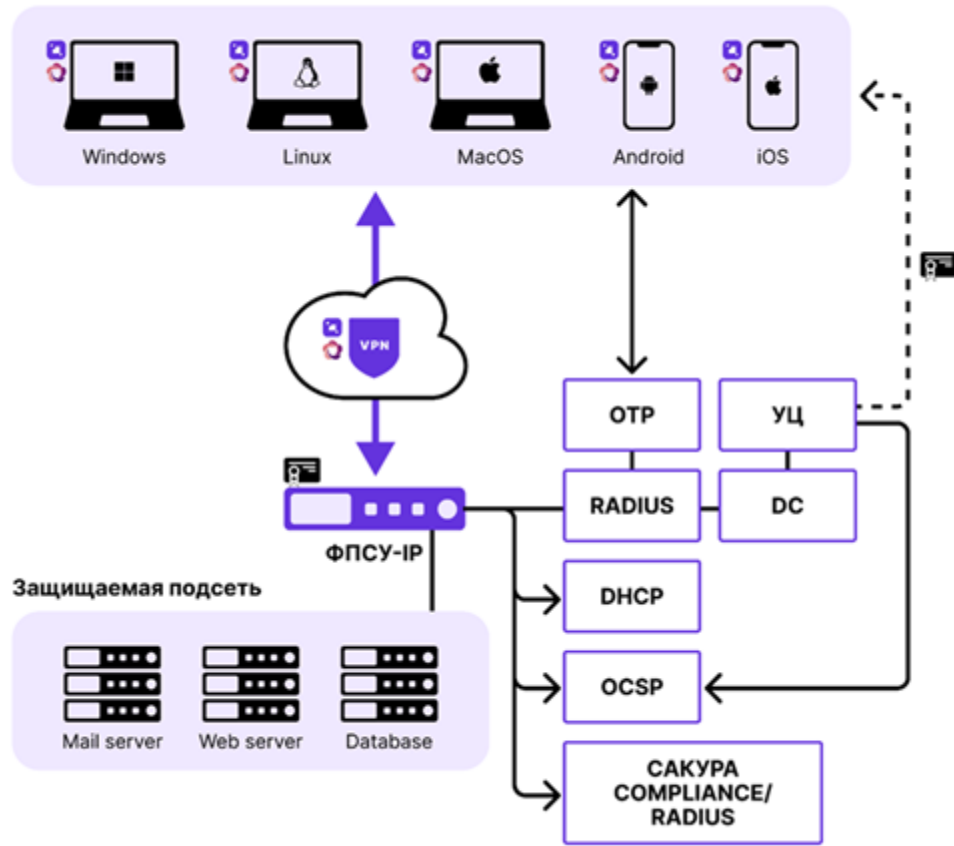 Windows
Linux
MacOS
Android
iOS
VPN
OTP
УЦ
RADIUS
DC
ФПСУ-IP
DHCP
Защищаемая подсеть
OCSP
Mail server
Web server
Database
САКУРА
COMPLIANCE/
RADIUS